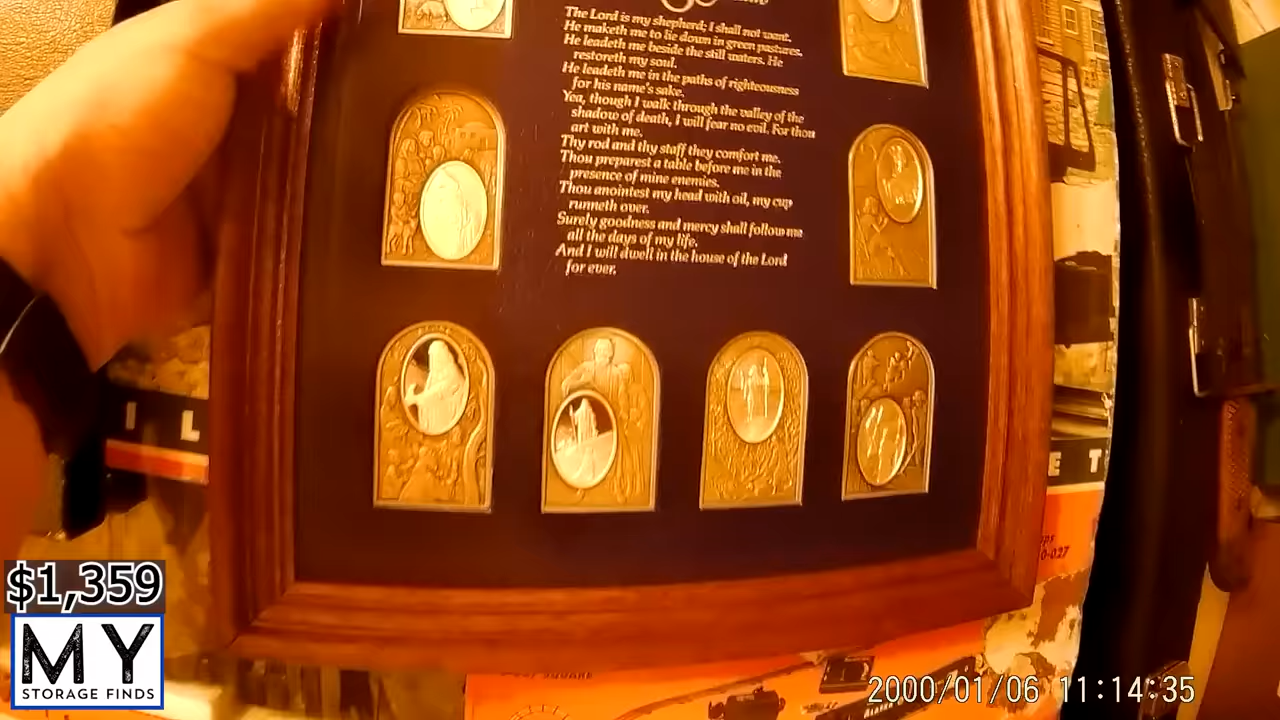 The Lord is my shepherd; I shall not want.
He maketh me to lie down in green pastures.
He leadeth me beside the still waters. He
restoreth my soul.
He leadeth me in the paths of righteousness
for his name's sake.
Yea, though I walk through the valley of the
shadow of death, I will fear no evil. For thou
art with me.
Thy rod and thy staff they comfort me.
Thou preparest a table before me in the
presence of mine enemies.
Thou anointest my head with oil, my cup
runneth over.
Surely goodness and mercy shall follow me
all the days of my life.
And I will dwell in the house of the Lord
for ever.
I L
E T
0-027
SQUARE
$1,359
MY
STORAGE FINDS
2000/01/06 11:14:35